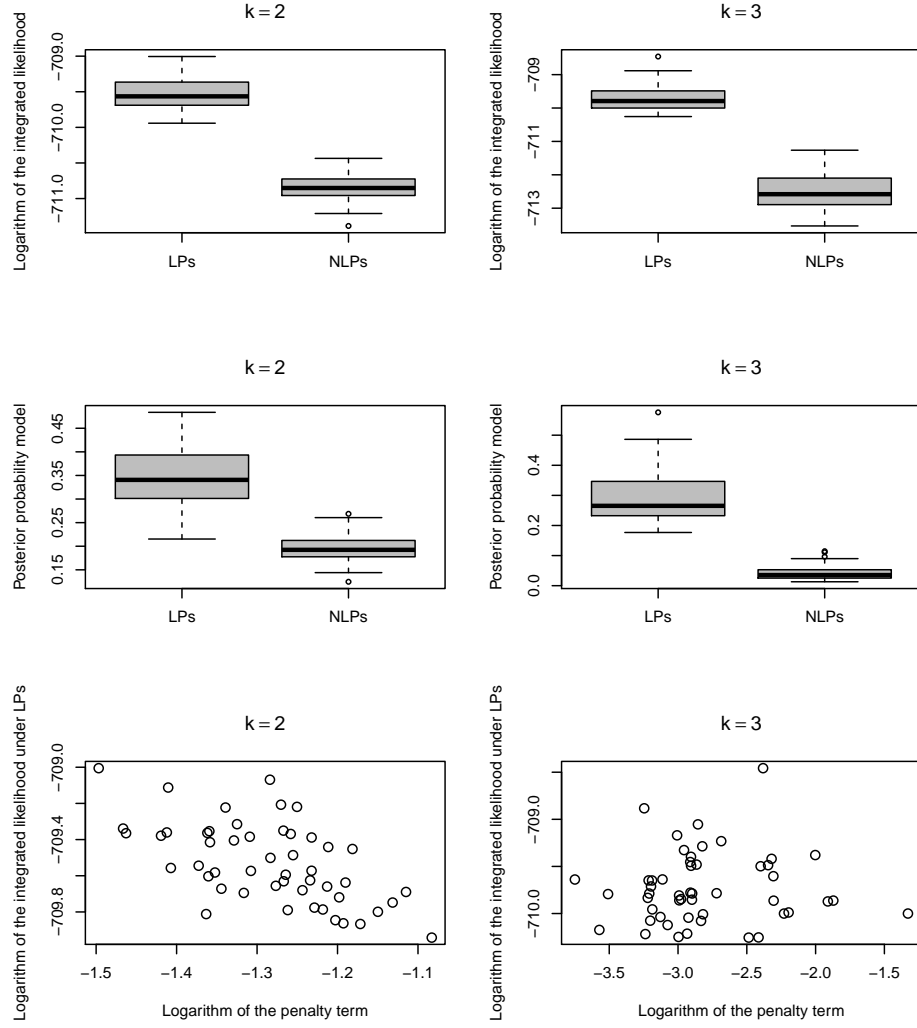 k = 2
Logarithm of the integrated likelihood
−709.0
−710.0
−711.0
LPs
NLPs
k = 3
Logarithm of the integrated likelihood
−709
−711
−713
LPs
NLPs
k = 2
Posterior probability model
0.45
0.35
0.25
0.15
LPs
NLPs
k = 3
Posterior probability model
0.4
0.2
0.0
LPs
NLPs
k = 2
Logarithm of the integrated likelihood under LPs
−709.0
−709.4
−709.8
−1.5
−1.4
−1.3
−1.2
−1.1
Logarithm of the penalty term
k = 3
Logarithm of the integrated likelihood under LPs
−709.0
−710.0
−3.5
−3.0
−2.5
−2.0
−1.5
Logarithm of the penalty term